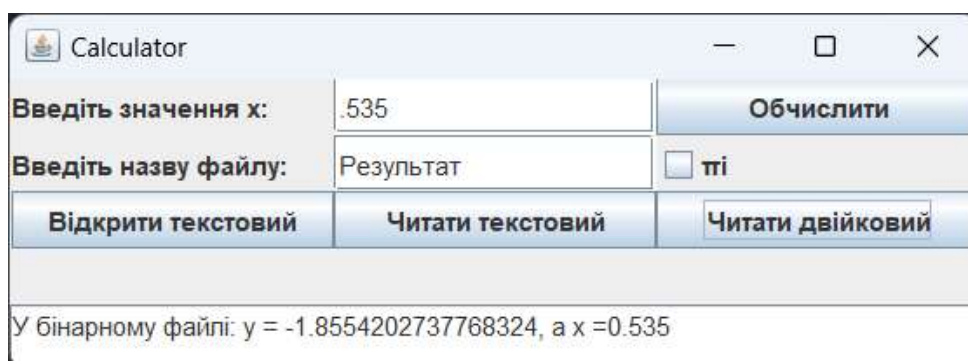 Calculator
Введіть значення x: .535 Обчислити
Введіть назву файлу: Результат πі
Відкрити текстовий Читати текстовий Читати двійковий
У бінарному файлі: y = -1.8554202737768324, а x =0.535